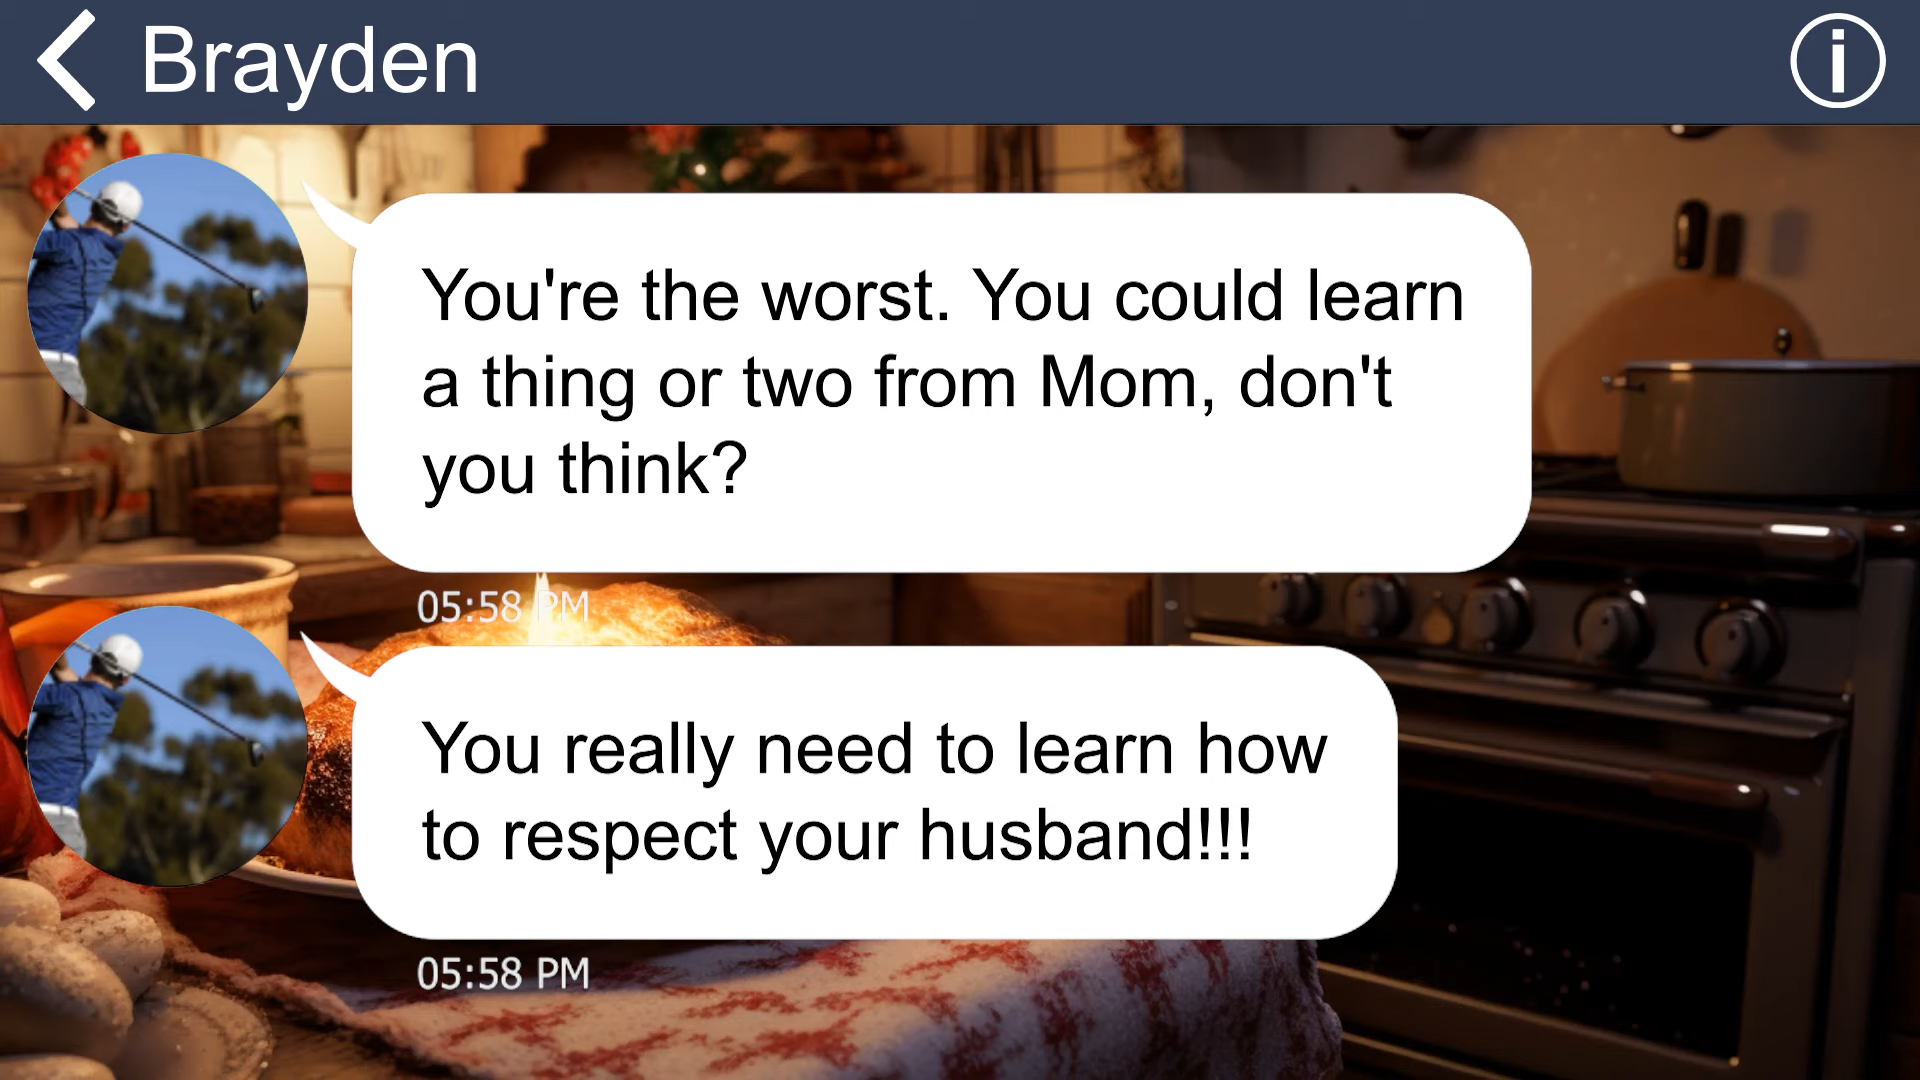 Brayden
You're the worst. You could learn
a thing or two from Mom, don't
you think?
05:58 PM
You really need to learn how
to respect your husband!!!
05:58 PM